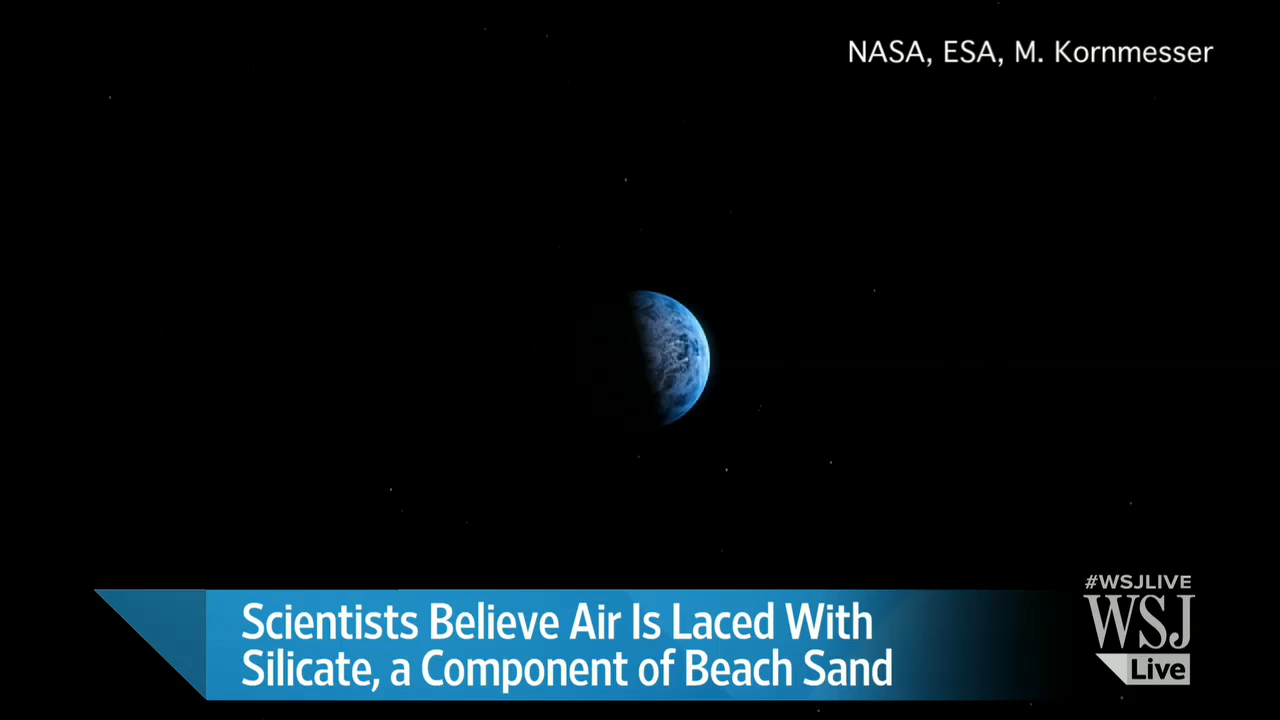 NASA, ESA, M. Kornmesser
#WSJLIVE
WSJ
Live
Scientists Believe Air Is Laced With
Silicate, a Component of Beach Sand